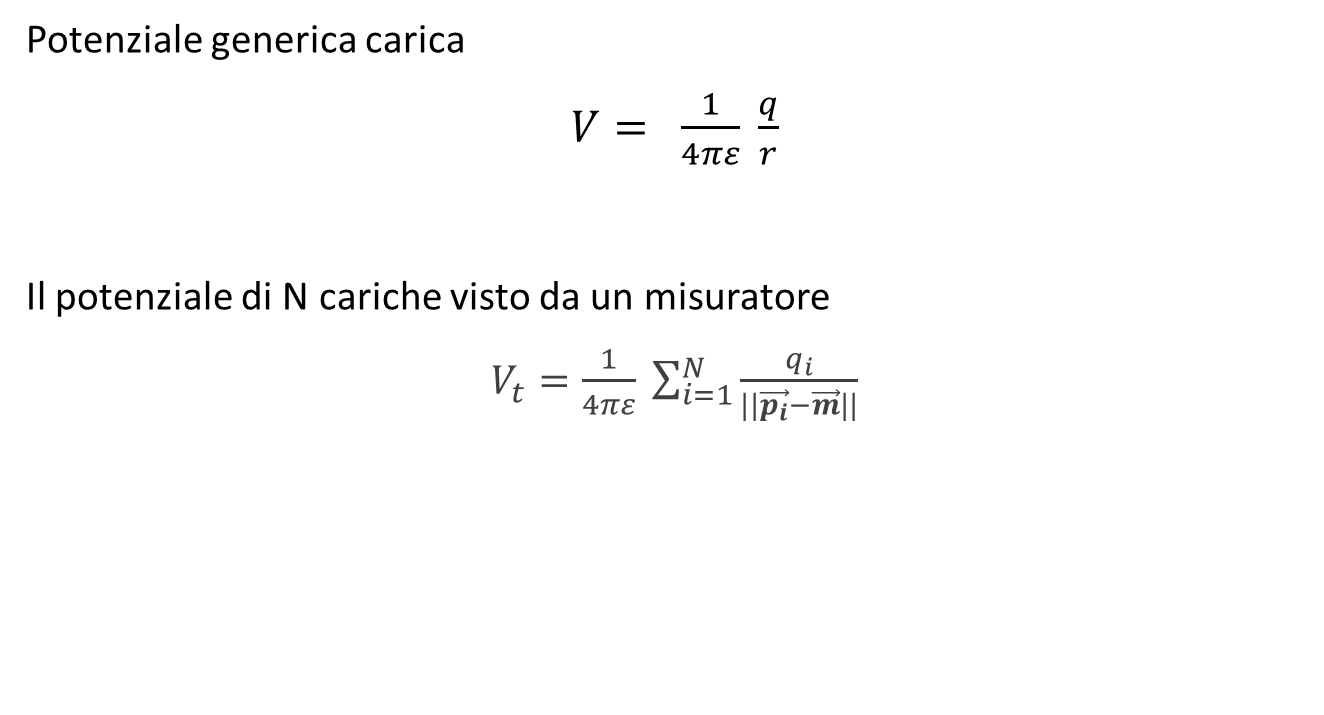 Potenziale generica carica
V = 1/4πε q/r
Il potenziale di N cariche visto da un misuratore
V_t = 1/4πε ∑_{i=1}^{N} q_i/||p⃗_i−m⃗||